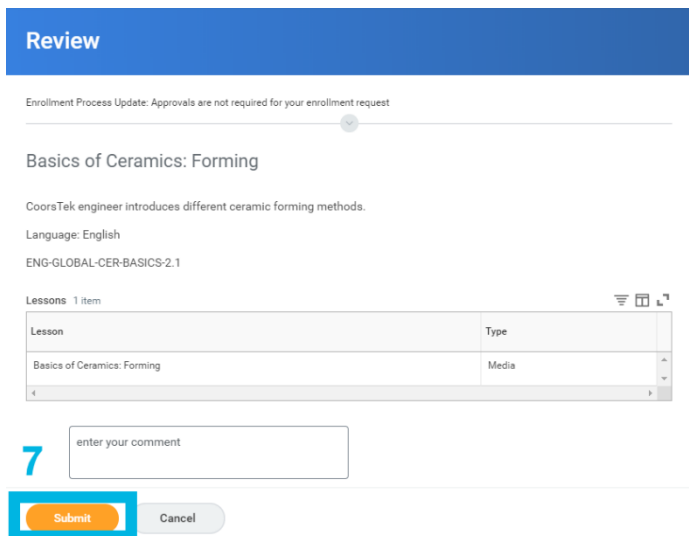 Review
Enrollment Process Update: Approvals are not required for your enrollment request
Basics of Ceramics: Forming
CoorsTek engineer introduces different ceramic forming methods.
Language: English
ENG-GLOBAL-CER-BASICS-2.1
Lessons 1 item
Lesson Type
Basics of Ceramics: Forming Media
enter your comment
7
Submit Cancel